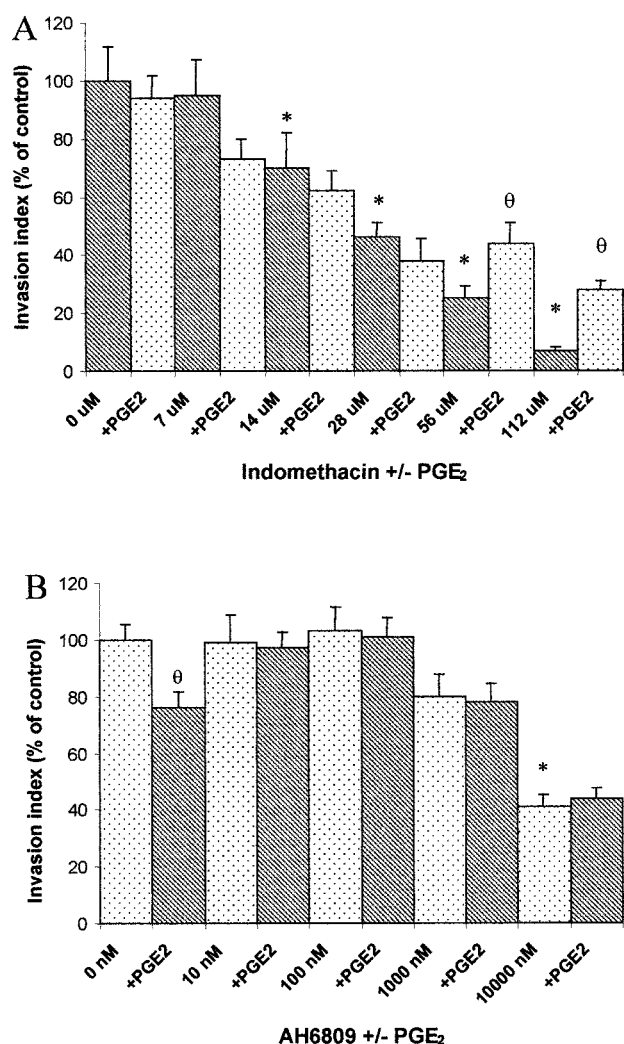 A
Invasion index (% of control)
120
100
80
60
40
20
0
*
*
*
θ
*
θ
0 uM
+PGE2
7 uM
+PGE2
14 uM
+PGE2
28 uM
+PGE2
56 uM
+PGE2
112 uM
+PGE2
Indomethacin +/- PGE₂
B
Invasion index (% of control)
120
100
80
60
40
20
0
θ
*
0 nM
+PGE2
10 nM
+PGE2
100 nM
+PGE2
1000 nM
+PGE2
10000 nM
+PGE2
AH6809 +/- PGE₂